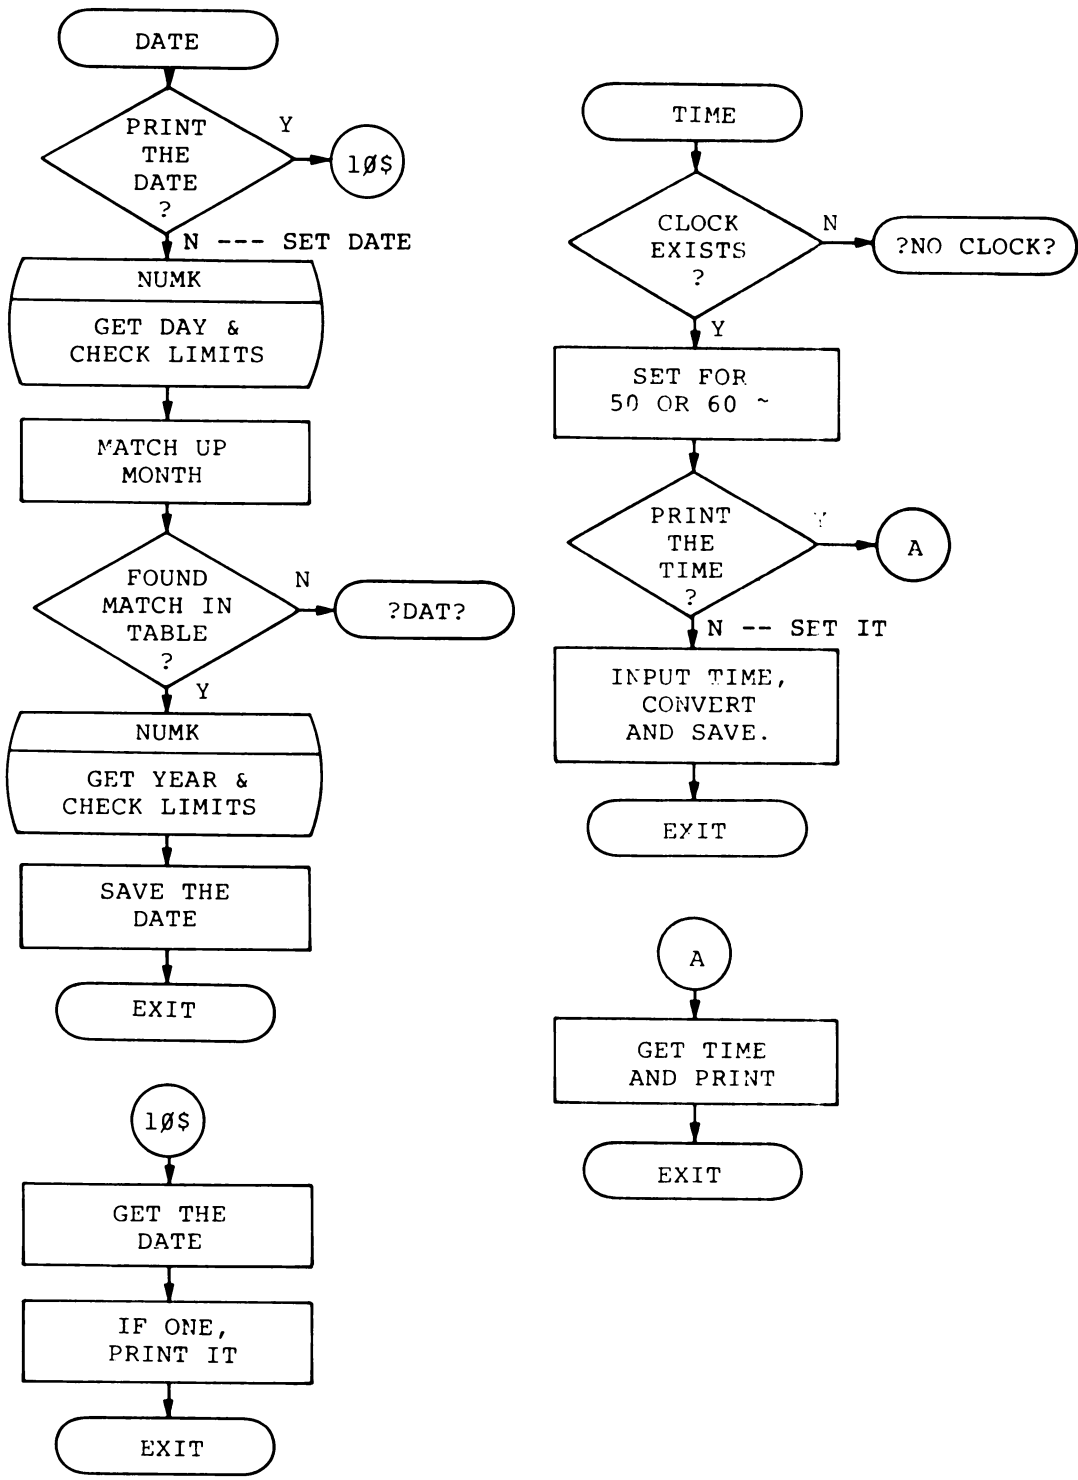 DATE
PRINT
THE
DATE
?
Y
1Ø$
N --- SET DATE
NUMK
GET DAY &
CHECK LIMITS
MATCH UP
MONTH
FOUND
MATCH IN
TABLE
?
N
?DAT?
Y
NUMK
GET YEAR &
CHECK LIMITS
SAVE THE
DATE
EXIT
1Ø$
GET THE
DATE
IF ONE,
PRINT IT
EXIT
TIME
CLOCK
EXISTS
?
N
?NO CLOCK?
Y
SET FOR
50 OR 60 ~
PRINT
THE
TIME
?
Y
A
N -- SET IT
INPUT TIME,
CONVERT
AND SAVE.
EXIT
A
GET TIME
AND PRINT
EXIT